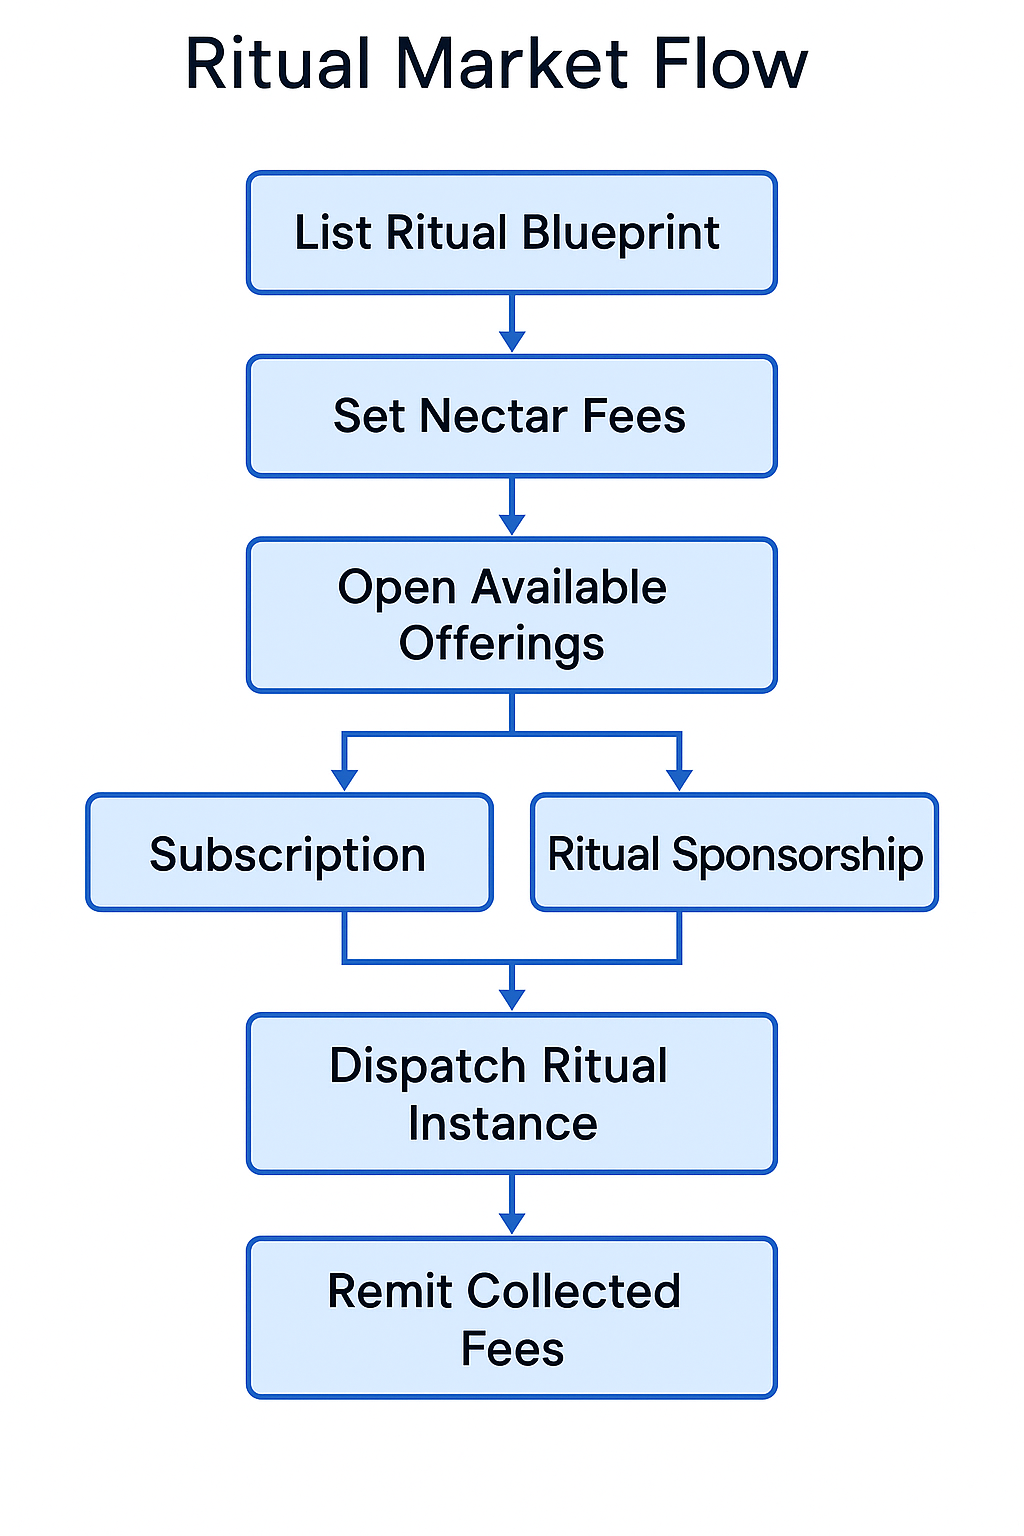 Ritual Market Flow
List Ritual Blueprint
Set Nectar Fees
Open Available
Offerings
Subscription
Ritual Sponsorship
Dispatch Ritual
Instance
Remit Collected
Fees